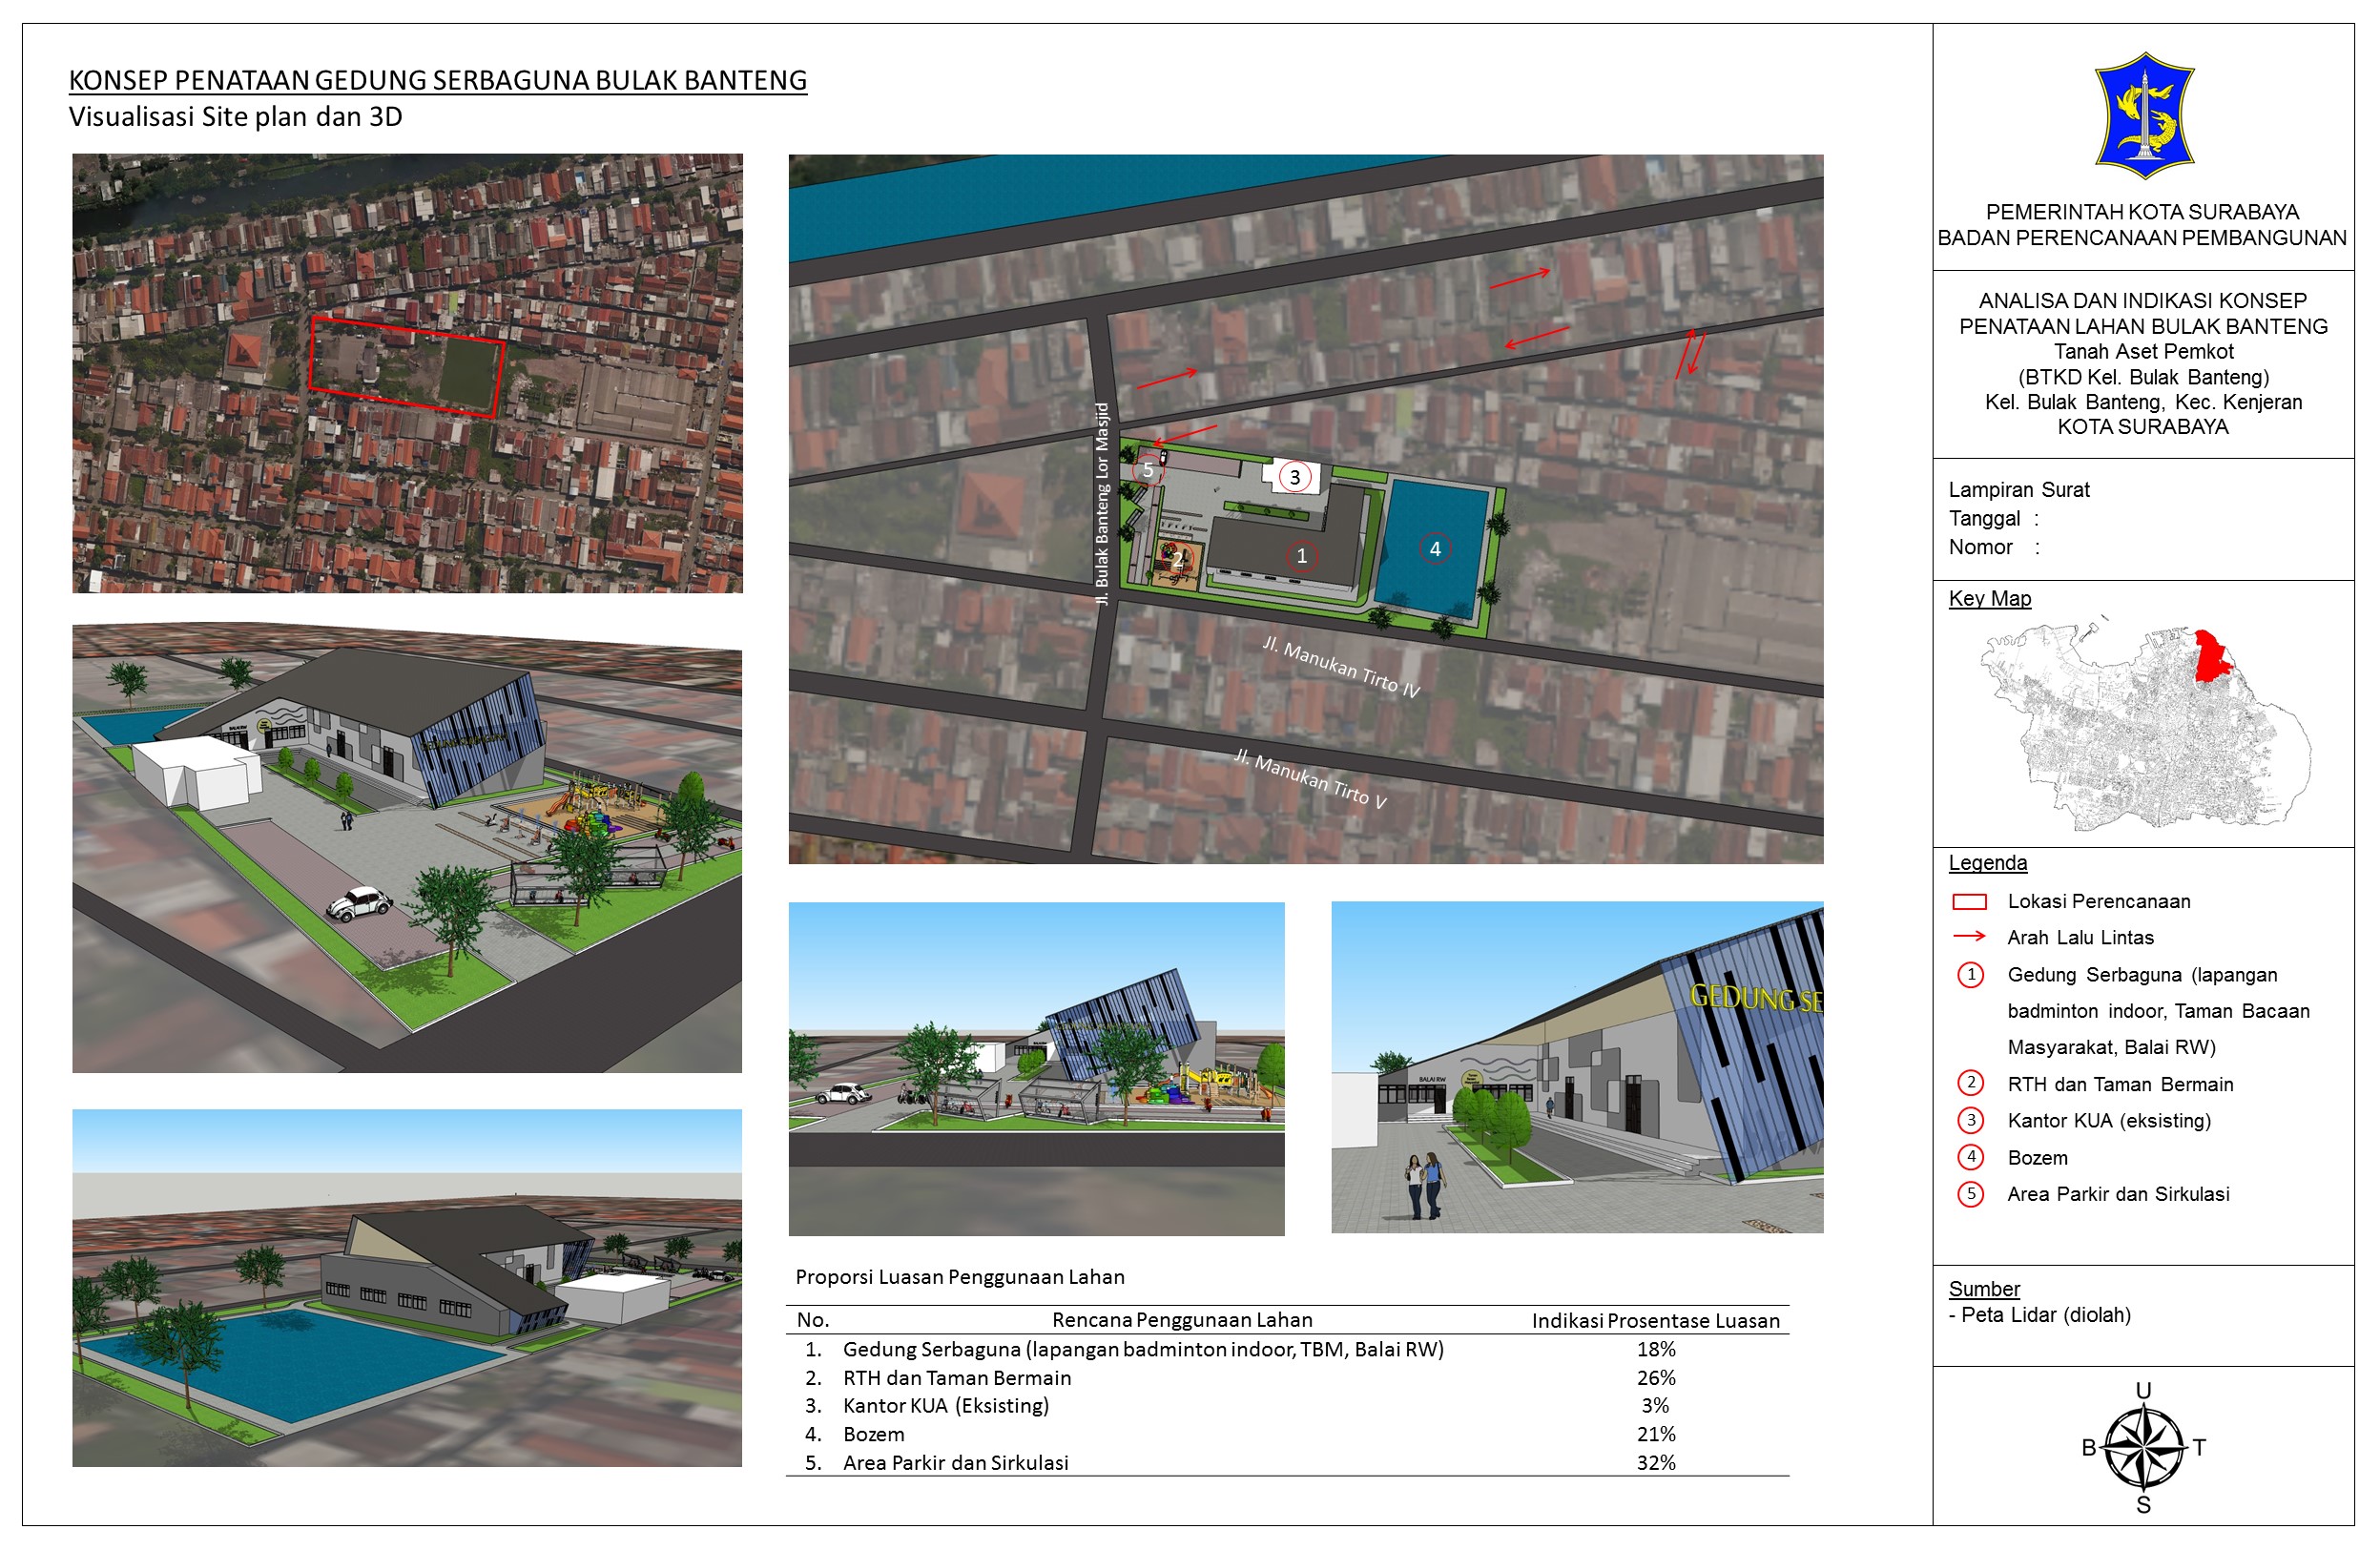 KONSEP PENATAAN GEDUNG SERBAGUNA BULAK BANTENG
Visualisasi Site plan dan 3D
Jl. Bulak Banteng Lor Masjid
5
3
1
2
4
Jl. Manukan Tirto IV
Jl. Manukan Tirto V
BALAI RW
GEDUNG SE
Proporsi Luasan Penggunaan Lahan
No. Rencana Penggunaan Lahan Indikasi Prosentase Luasan
1. Gedung Serbaguna (lapangan badminton indoor, TBM, Balai RW) 18%
2. RTH dan Taman Bermain 26%
3. Kantor KUA (Eksisting) 3%
4. Bozem 21%
5. Area Parkir dan Sirkulasi 32%
PEMERINTAH KOTA SURABAYA
BADAN PERENCANAAN PEMBANGUNAN
ANALISA DAN INDIKASI KONSEP
PENATAAN LAHAN BULAK BANTENG
Tanah Aset Pemkot
(BTKD Kel. Bulak Banteng)
Kel. Bulak Banteng, Kec. Kenjeran
KOTA SURABAYA
Lampiran Surat
Tanggal :
Nomor :
Key Map
Legenda
Lokasi Perencanaan
Arah Lalu Lintas
1 Gedung Serbaguna (lapangan
badminton indoor, Taman Bacaan
Masyarakat, Balai RW)
2 RTH dan Taman Bermain
3 Kantor KUA (eksisting)
4 Bozem
5 Area Parkir dan Sirkulasi
Sumber
- Peta Lidar (diolah)
U
B T
S